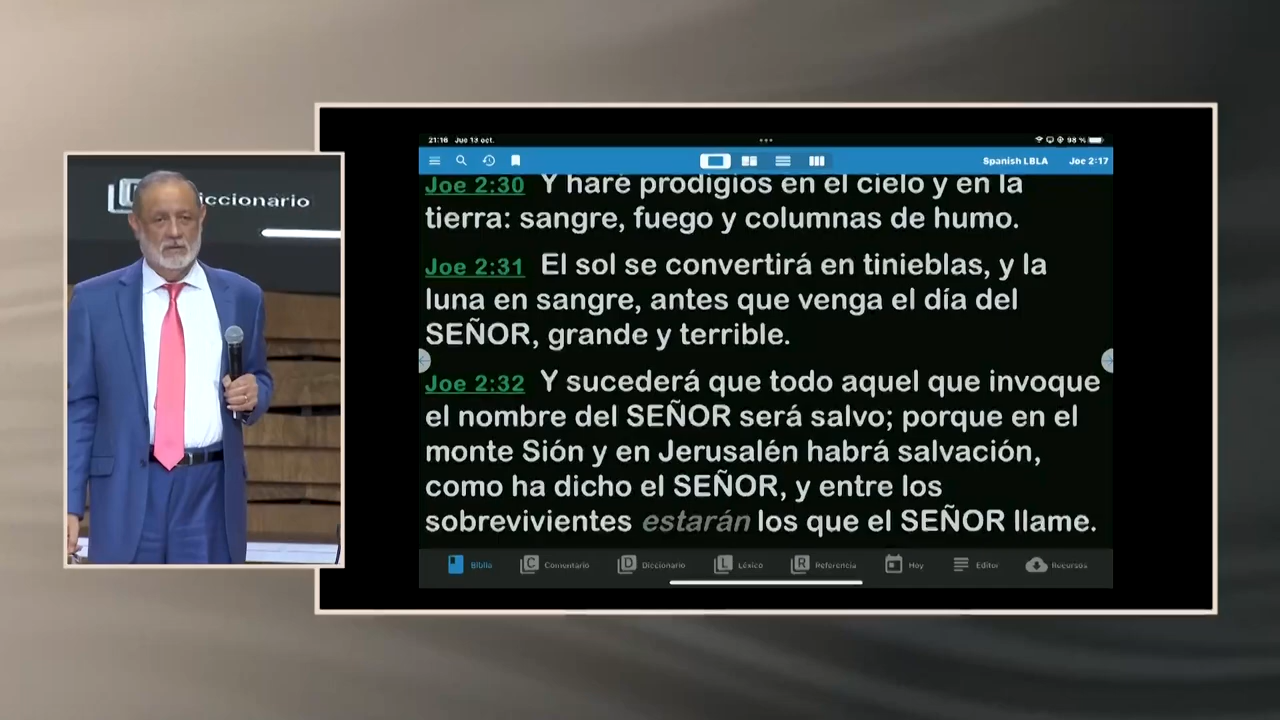 iccionario
21:16 Jue 13 oct.
98 %
Spanish LBLA
Joe 2:17
Joe 2:30 Y haré prodigios en el cielo y en la
tierra: sangre, fuego y columnas de humo.
Joe 2:31 El sol se convertirá en tinieblas, y la
luna en sangre, antes que venga el día del
SEÑOR, grande y terrible.
Joe 2:32 Y sucederá que todo aquel que invoque
el nombre del SEÑOR será salvo; porque en el
monte Sión y en Jerusalén habrá salvación,
como ha dicho el SEÑOR, y entre los
sobrevivientes estarán los que el SEÑOR llame.
Biblia
C Comentario
D Diccionario
L Léxico
R Referencia
Hoy
Editor
Recursos